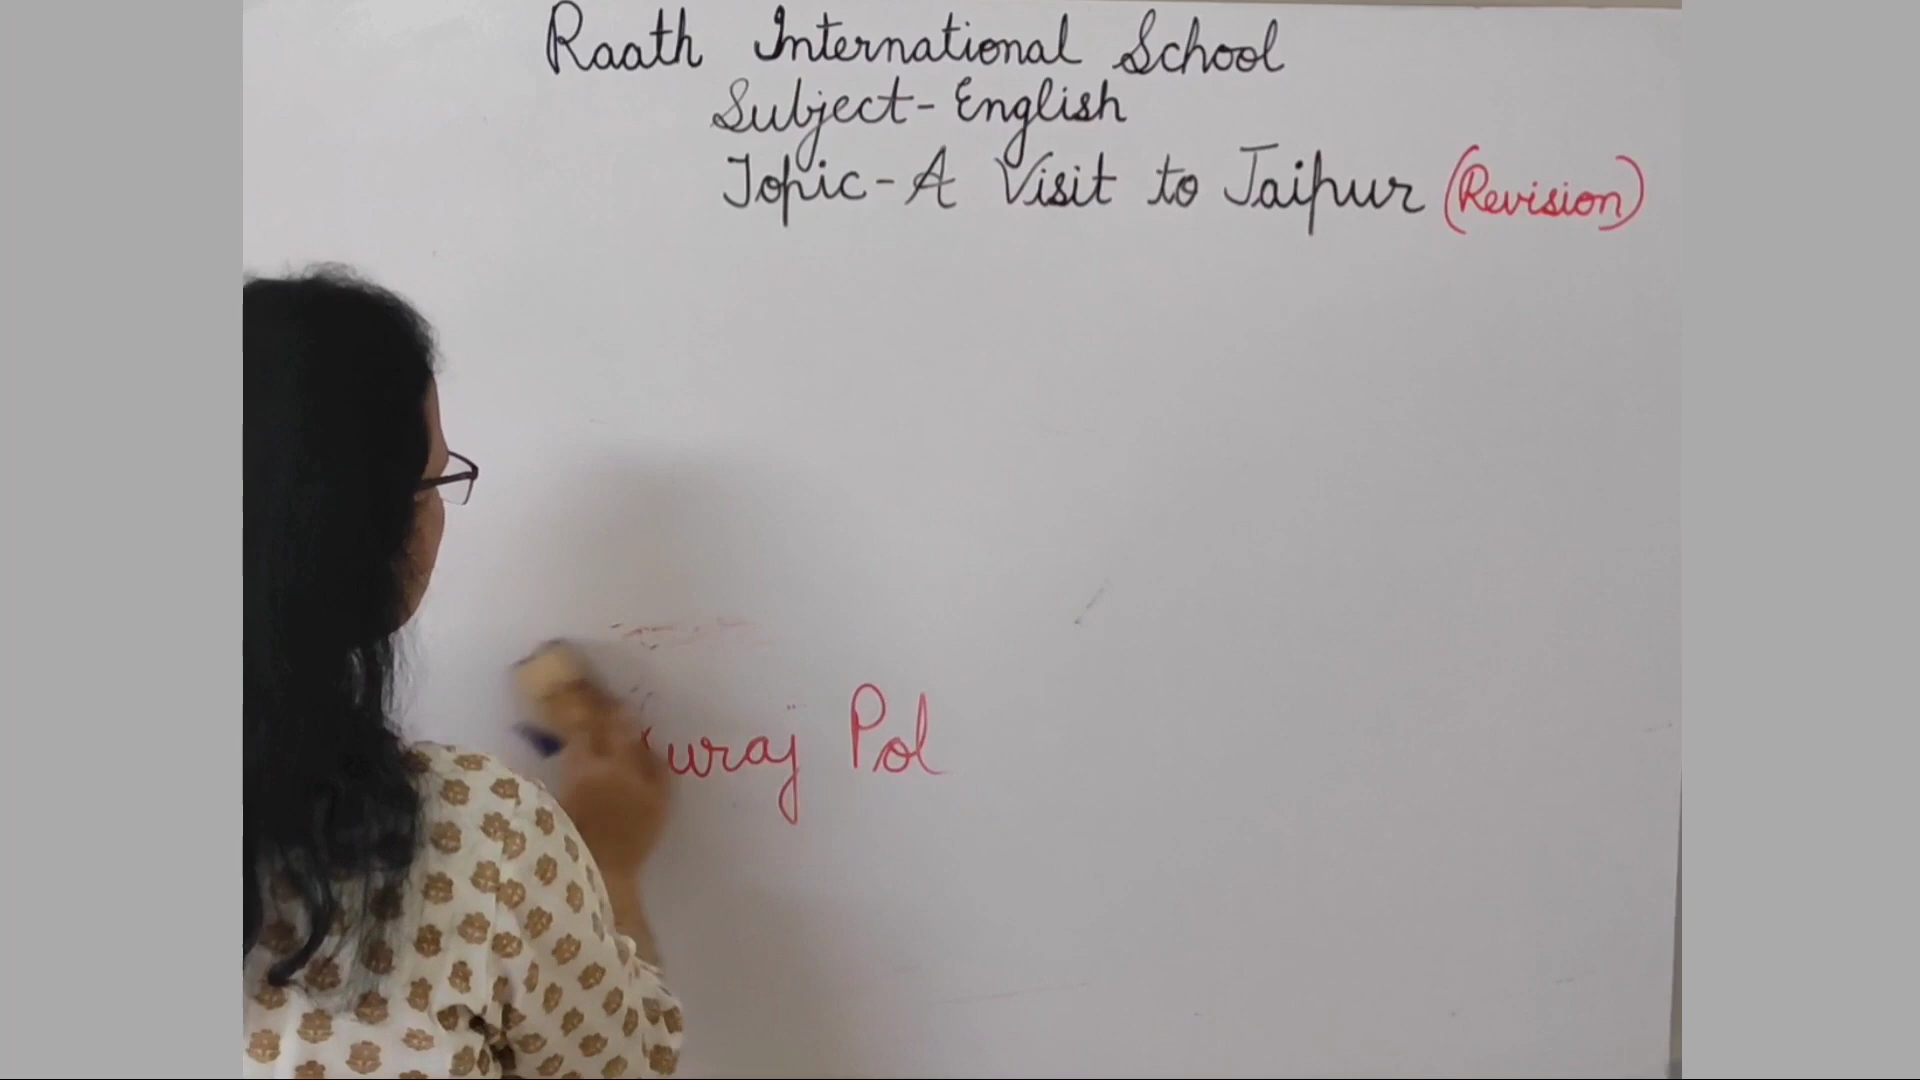 Raath International School
Subject - English
Topic - A Visit to Jaipur (Revision)
Pol